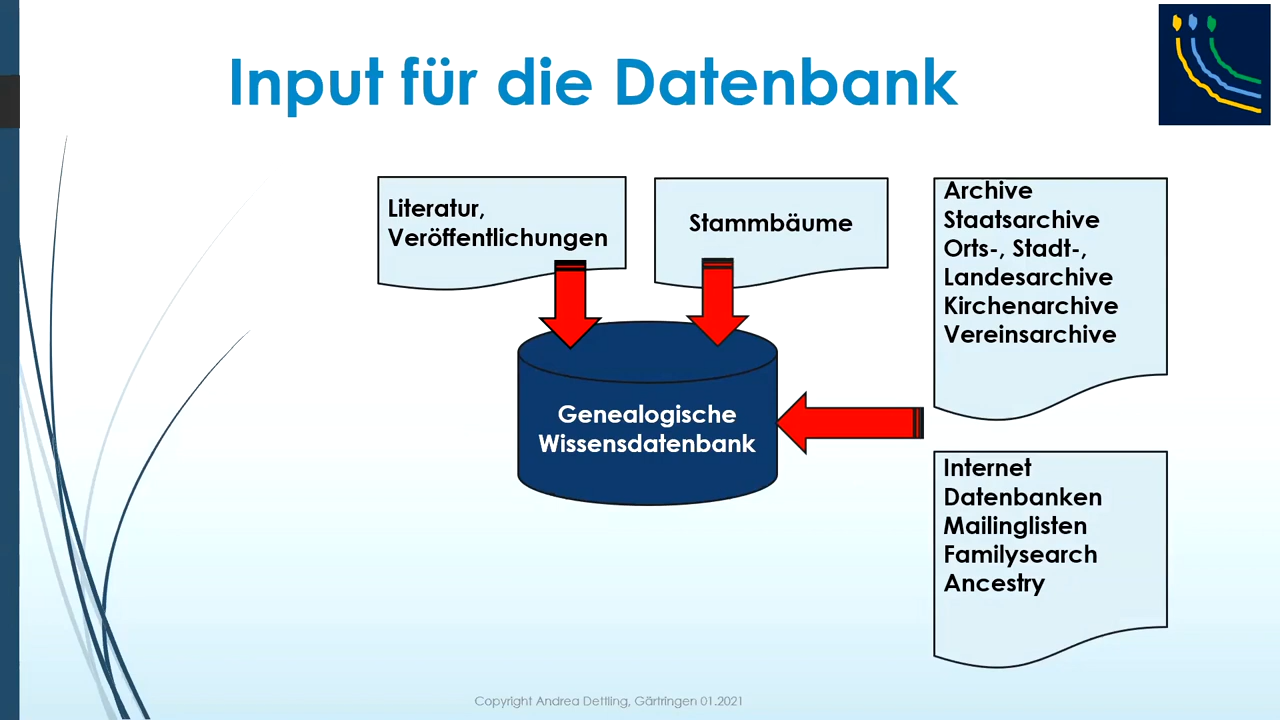 Input für die Datenbank
Literatur,
Veröffentlichungen
Stammbäume
Archive
Staatsarchive
Orts-, Stadt-,
Landesarchive
Kirchenarchive
Vereinsarchive
Genealogische
Wissensdatenbank
Internet
Datenbanken
Mailinglisten
Familysearch
Ancestry
Copyright Andrea Dettling, Gärtringen 01.2021